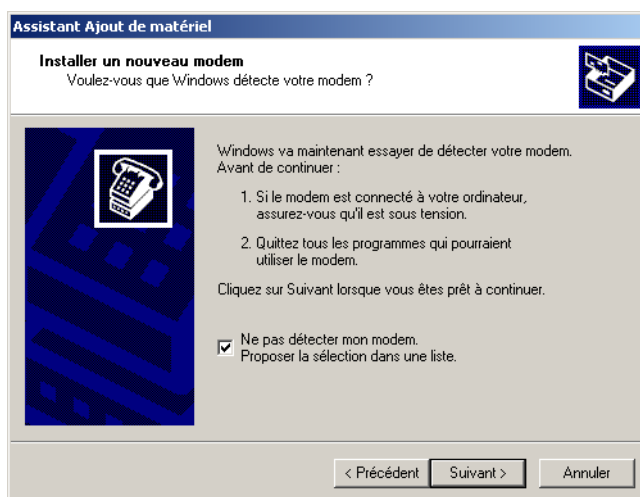 Assistant Ajout de matériel
Installer un nouveau modem
Voulez-vous que Windows détecte votre modem ?
Windows va maintenant essayer de détecter votre modem.
Avant de continuer :
1. Si le modem est connecté à votre ordinateur,
assurez-vous qu'il est sous tension.
2. Quittez tous les programmes qui pourraient
utiliser le modem.
Cliquez sur Suivant lorsque vous êtes prêt à continuer.
Ne pas détecter mon modem.
Proposer la sélection dans une liste.
< Précédent Suivant > Annuler